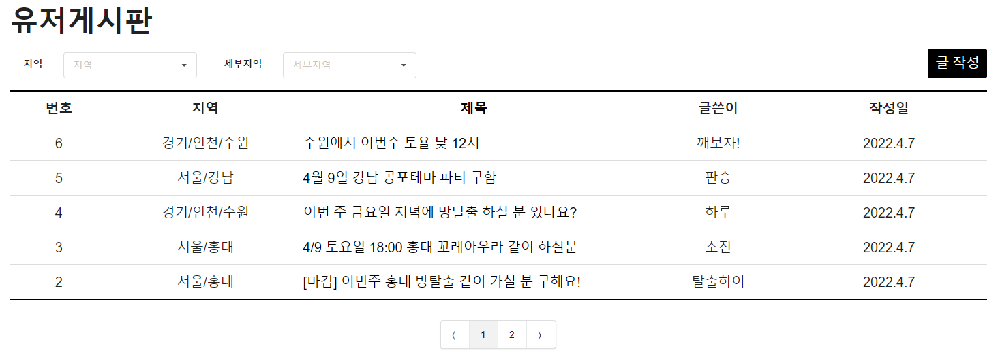 유저게시판
지역 지역 세부지역 세부지역 글 작성
번호 지역 제목 글쓴이 작성일
6 경기/인천/수원 수원에서 이번주 토욜 낮 12시 깨보자! 2022.4.7
5 서울/강남 4월 9일 강남 공포테마 파티 구함 판승 2022.4.7
4 경기/인천/수원 이번 주 금요일 저녁에 방탈출 하실 분 있나요? 하루 2022.4.7
3 서울/홍대 4/9 토요일 18:00 홍대 꼬레아우라 같이 하실분 소진 2022.4.7
2 서울/홍대 [마감] 이번주 홍대 방탈출 같이 가실 분 구해요! 탈출하이 2022.4.7
〈 1 2 〉